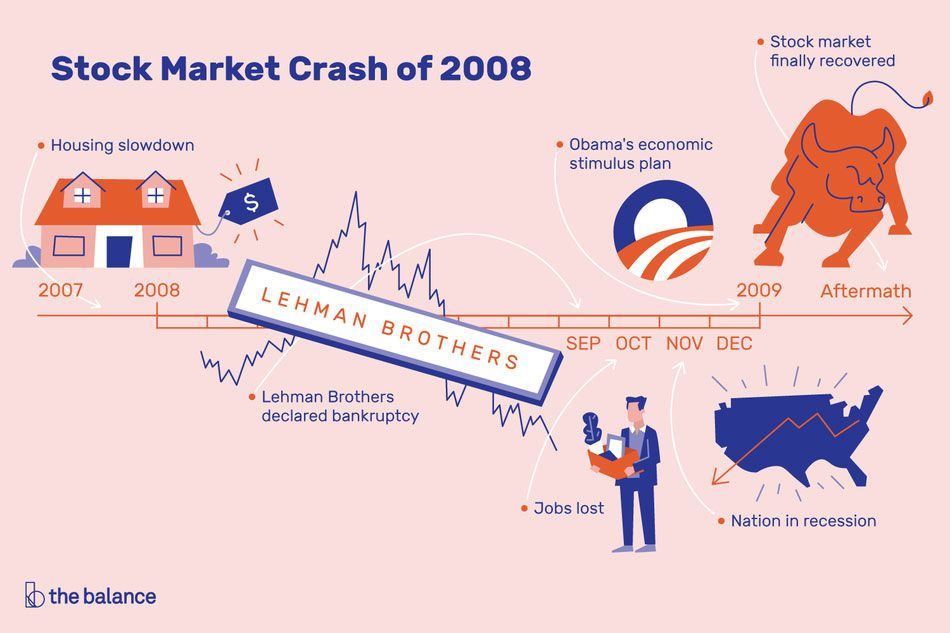 Stock Market Crash of 2008
Stock market
finally recovered
Housing slowdown
$
Obama's economic
stimulus plan
2007
2008
2009
Aftermath
LEHMAN BROTHERS
SEP
OCT
NOV
DEC
Lehman Brothers
declared bankruptcy
Jobs lost
Nation in recession
b the balance